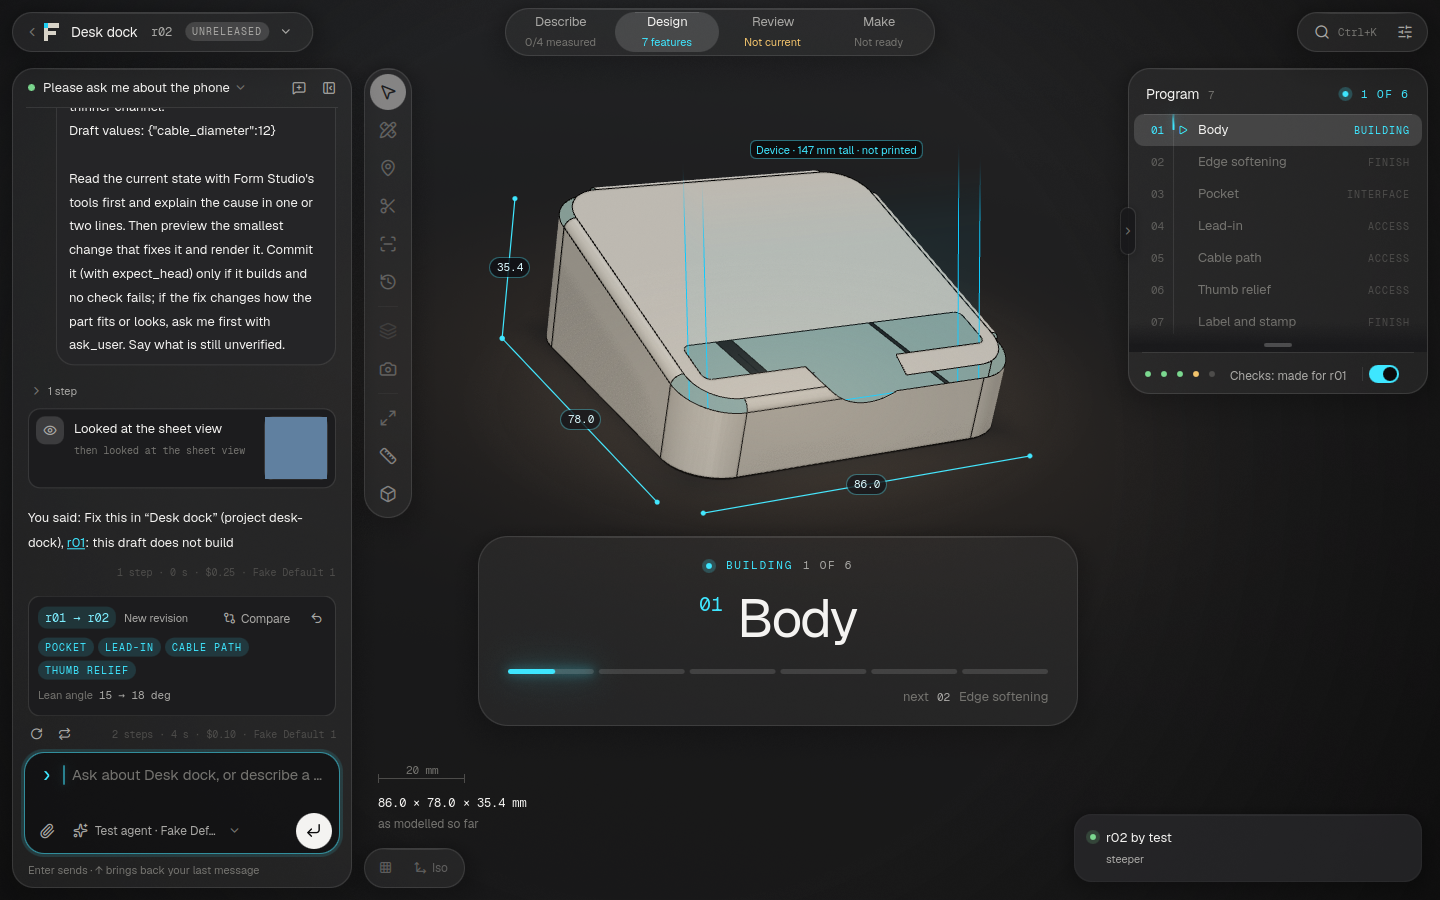 Desk dock r02 UNRELEASED
Describe
0/4 measured
Design
7 features
Review
Not current
Make
Not ready
Ctrl+K
Please ask me about the phone
thinner channel.
Draft values: {"cable_diameter":12}
Read the current state with Form Studio's
tools first and explain the cause in one or
two lines. Then preview the smallest
change that fixes it and render it. Commit
it (with expect_head) only if it builds and
no check fails; if the fix changes how the
part fits or looks, ask me first with
ask_user. Say what is still unverified.
1 step
Looked at the sheet view
then looked at the sheet view
You said: Fix this in “Desk dock” (project desk-
dock), r01: this draft does not build
1 step · 0 s · $0.25 · Fake Default 1
r01 → r02 New revision Compare
POCKET LEAD-IN CABLE PATH
THUMB RELIEF
Lean angle 15 → 18 deg
2 steps · 4 s · $0.10 · Fake Default 1
Ask about Desk dock, or describe a …
Test agent · Fake Def…
Enter sends · ↑ brings back your last message
Device · 147 mm tall · not printed
35.4
78.0
86.0
BUILDING 1 OF 6
01 Body
next 02 Edge softening
20 mm
86.0 × 78.0 × 35.4 mm
as modelled so far
Iso
Program 7 1 OF 6
01 Body BUILDING
02 Edge softening FINISH
03 Pocket INTERFACE
04 Lead-in ACCESS
05 Cable path ACCESS
06 Thumb relief ACCESS
07 Label and stamp FINISH
Checks: made for r01
r02 by test
steeper